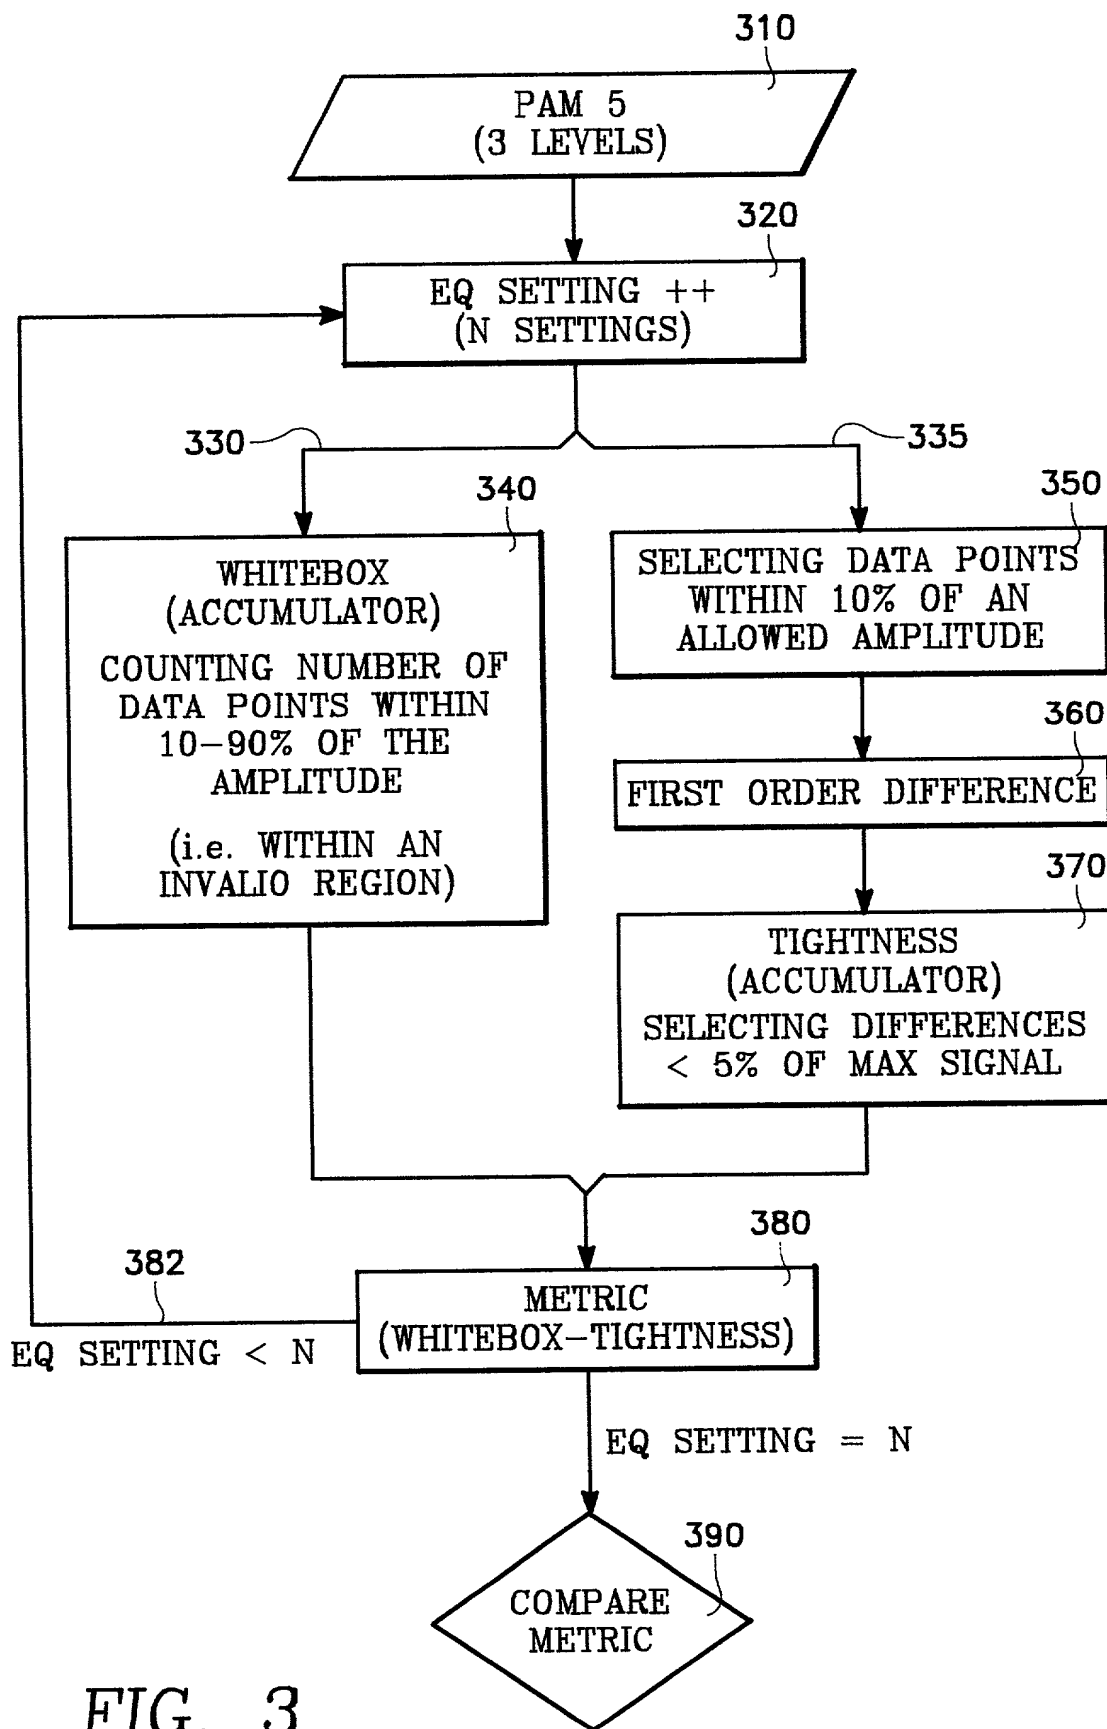 310
PAM 5
(3 LEVELS)
320
EQ SETTING ++
(N SETTINGS)
330
335
340
WHITEBOX
(ACCUMULATOR)
COUNTING NUMBER OF
DATA POINTS WITHIN
10-90% OF THE
AMPLITUDE
(i.e. WITHIN AN
INVALIO REGION)
350
SELECTING DATA POINTS
WITHIN 10% OF AN
ALLOWED AMPLITUDE
360
FIRST ORDER DIFFERENCE
370
TIGHTNESS
(ACCUMULATOR)
SELECTING DIFFERENCES
< 5% OF MAX SIGNAL
380
METRIC
(WHITEBOX-TIGHTNESS)
382
EQ SETTING < N
EQ SETTING = N
390
COMPARE
METRIC
FIG. 3